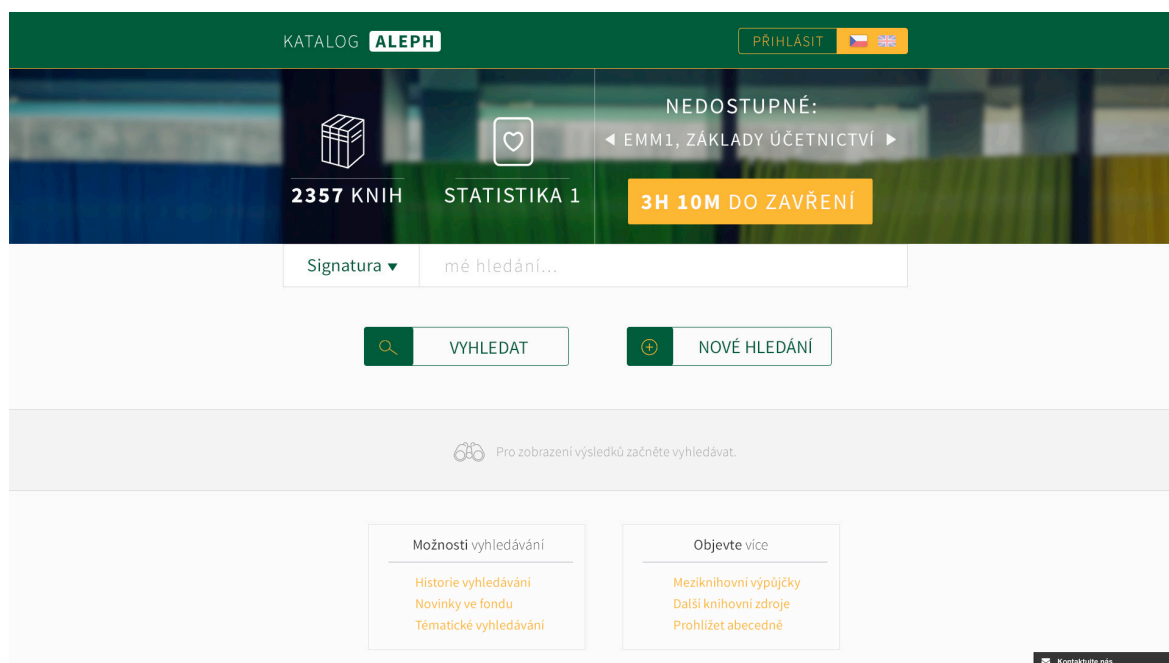 KATALOG ALEPH
PŘIHLÁSIT
2357 KNIH
STATISTIKA 1
NEDOSTUPNÉ:
EMM1, ZÁKLADY ÚČETNICTVÍ
3H 10M DO ZAVŘENÍ
Signatura
mé hledání...
VYHLEDAT
NOVÉ HLEDÁNÍ
Pro zobrazení výsledků začněte vyhledávat.
Možnosti vyhledávání
Historie vyhledávání
Novinky ve fondu
Tématické vyhledávání
Objevte více
Meziknihovní výpůjčky
Další knihovní zdroje
Prohlížet abecedně
Kontaktujte nás